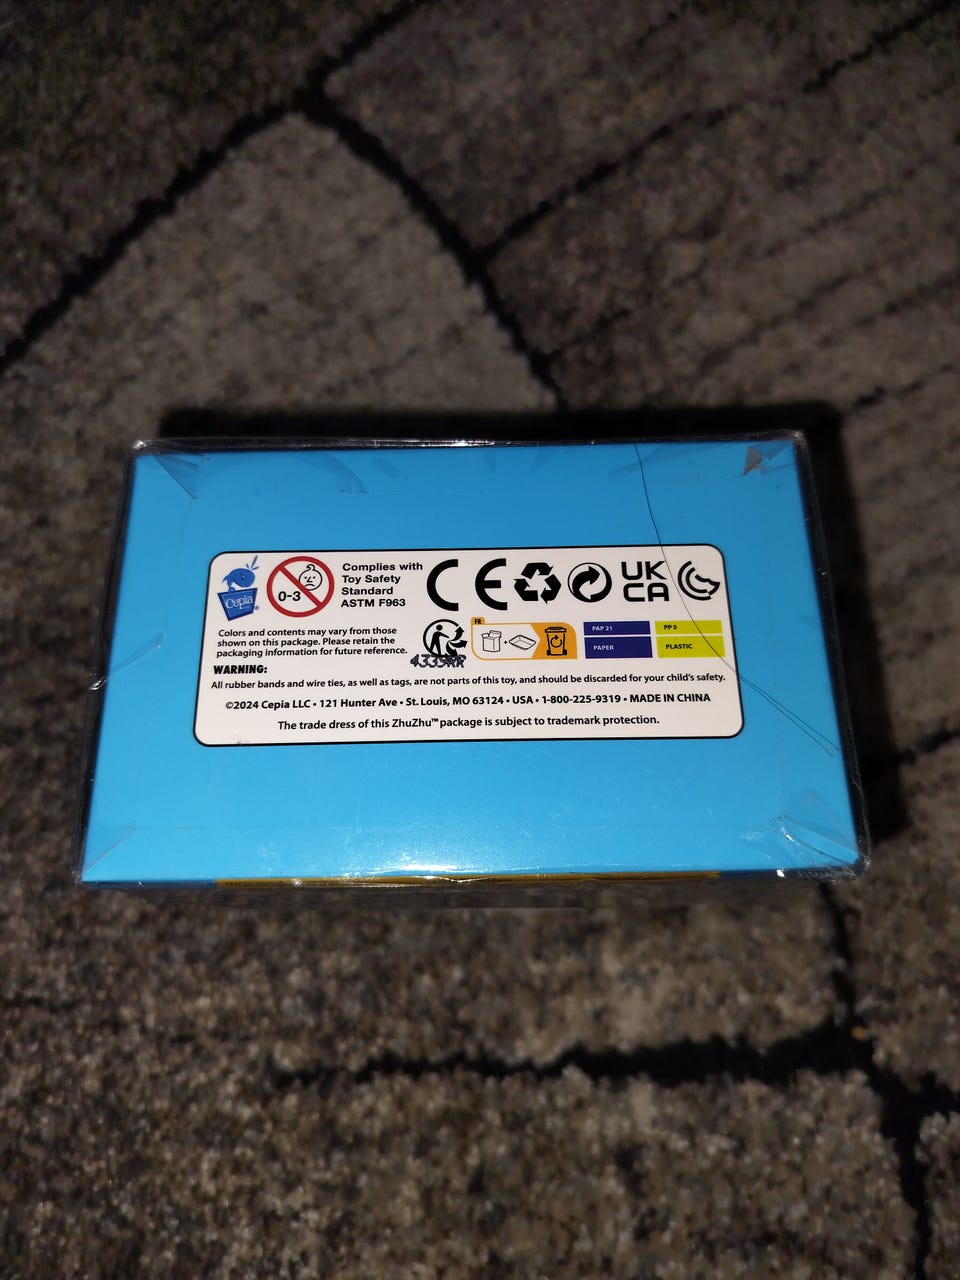 Cepia
0-3
Complies with
Toy Safety
Standard
ASTM F963
CE
UK
CA
Colors and contents may vary from those
shown on this package. Please retain the
packaging information for future reference.
FR
PAP 21
PAPER
PP 5
PLASTIC
WARNING:
All rubber bands and wire ties, as well as tags, are not parts of this toy, and should be discarded for your child's safety.
©2024 Cepia LLC • 121 Hunter Ave • St. Louis, MO 63124 • USA • 1-800-225-9319 • MADE IN CHINA
The trade dress of this ZhuZhu™ package is subject to trademark protection.